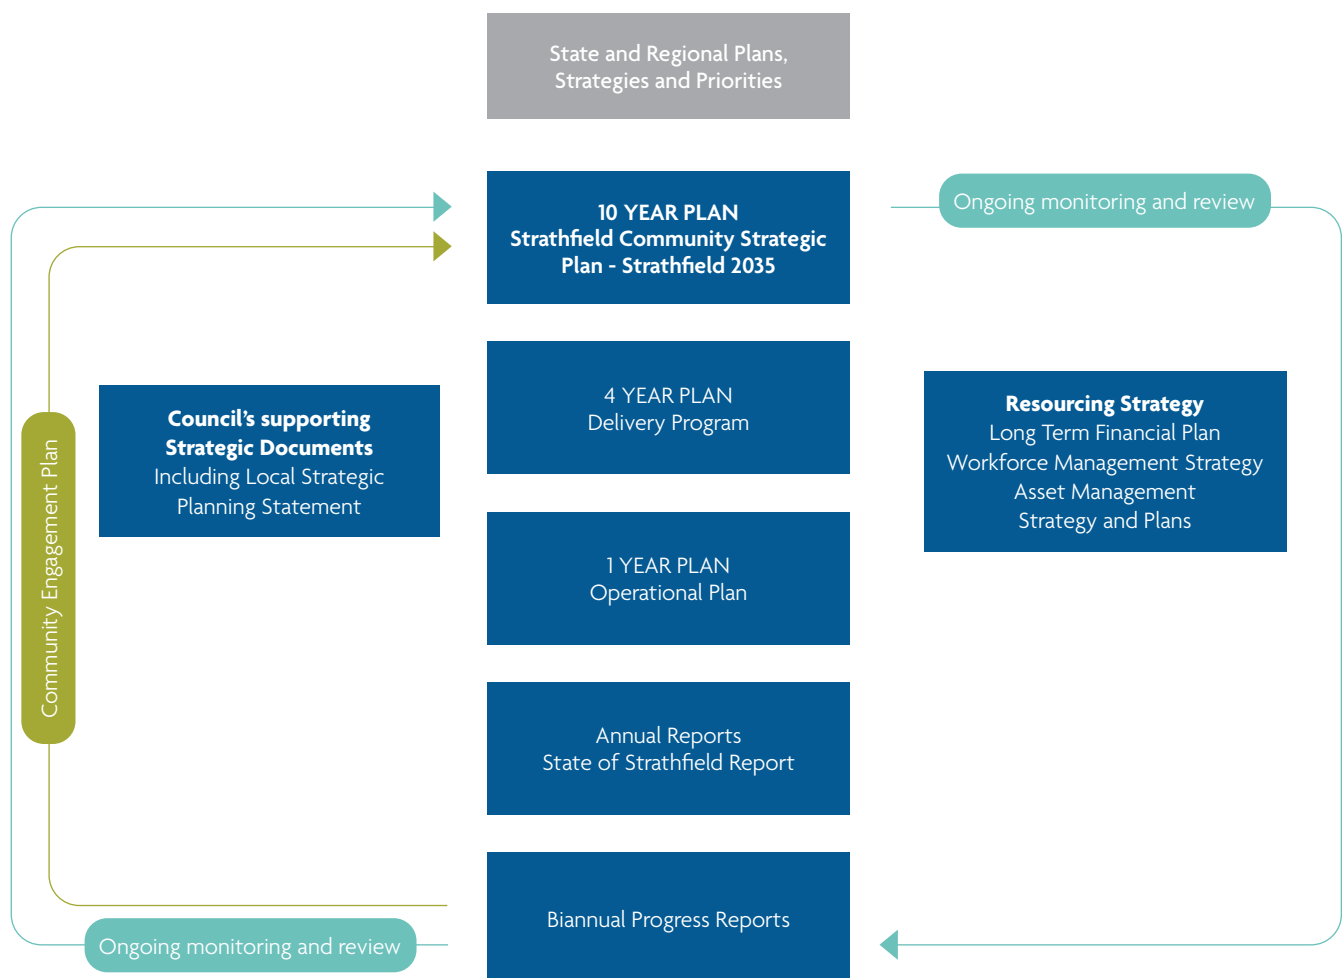 State and Regional Plans,
Strategies and Priorities
10 YEAR PLAN
Strathfield Community Strategic
Plan - Strathfield 2035
Ongoing monitoring and review
4 YEAR PLAN
Delivery Program
Council's supporting
Strategic Documents
Including Local Strategic
Planning Statement
Resourcing Strategy
Long Term Financial Plan
Workforce Management Strategy
Asset Management
Strategy and Plans
Community Engagement Plan
1 YEAR PLAN
Operational Plan
Annual Reports
State of Strathfield Report
Biannual Progress Reports
Ongoing monitoring and review